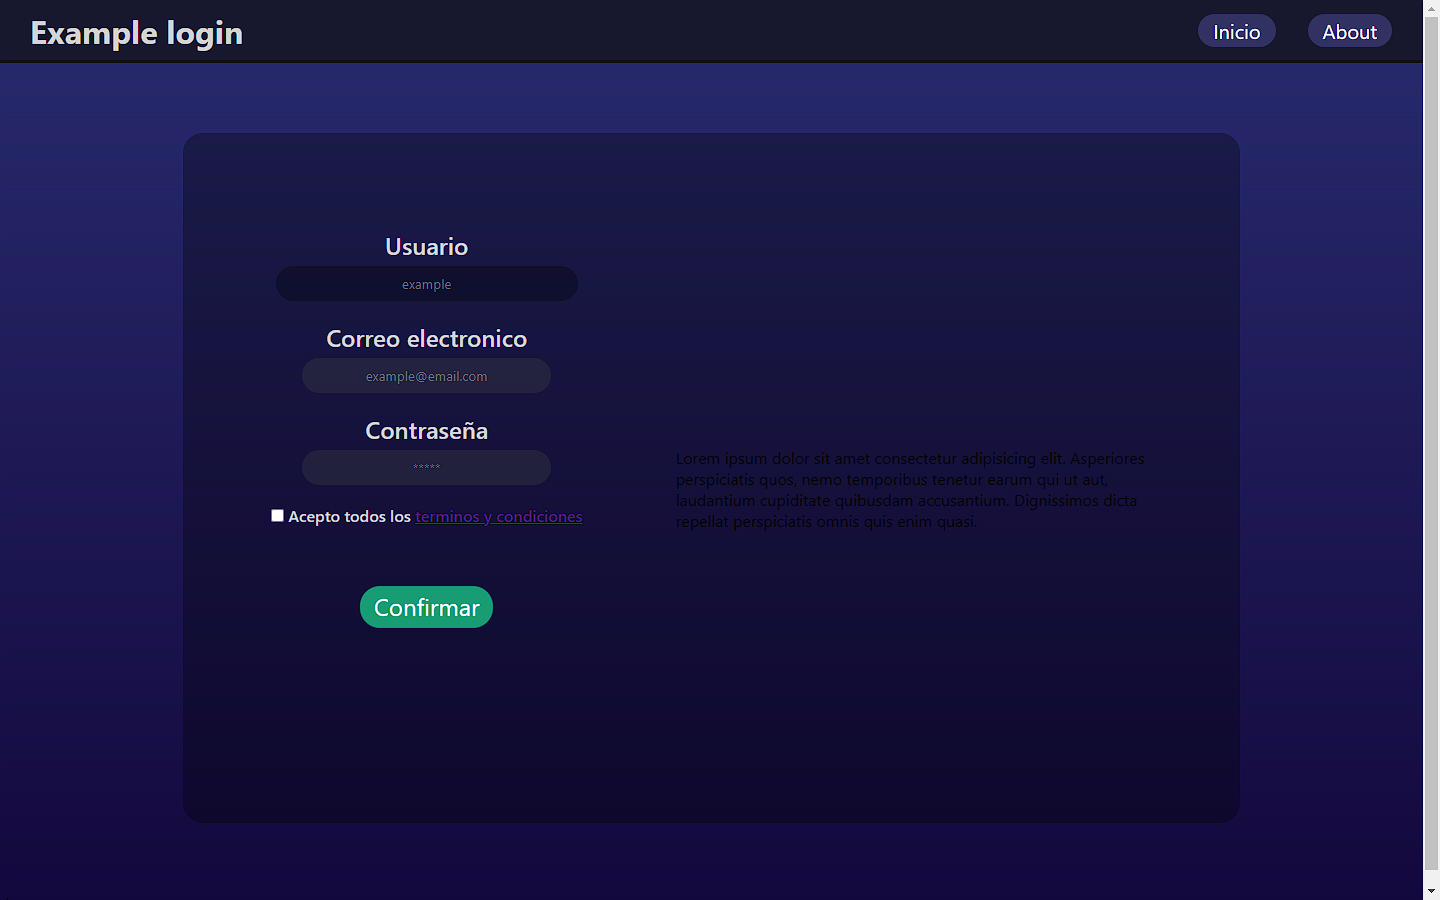 Example login
Inicio
About
Usuario
example
Correo electronico
example@email.com
Contraseña
*****
Acepto todos los terminos y condiciones
Confirmar
Lorem ipsum dolor sit amet consectetur adipisicing elit. Asperiores
perspiciatis quos, nemo temporibus tenetur earum qui ut aut,
laudantium cupiditate quibusdam accusantium. Dignissimos dicta
repellat perspiciatis omnis quis enim quasi.